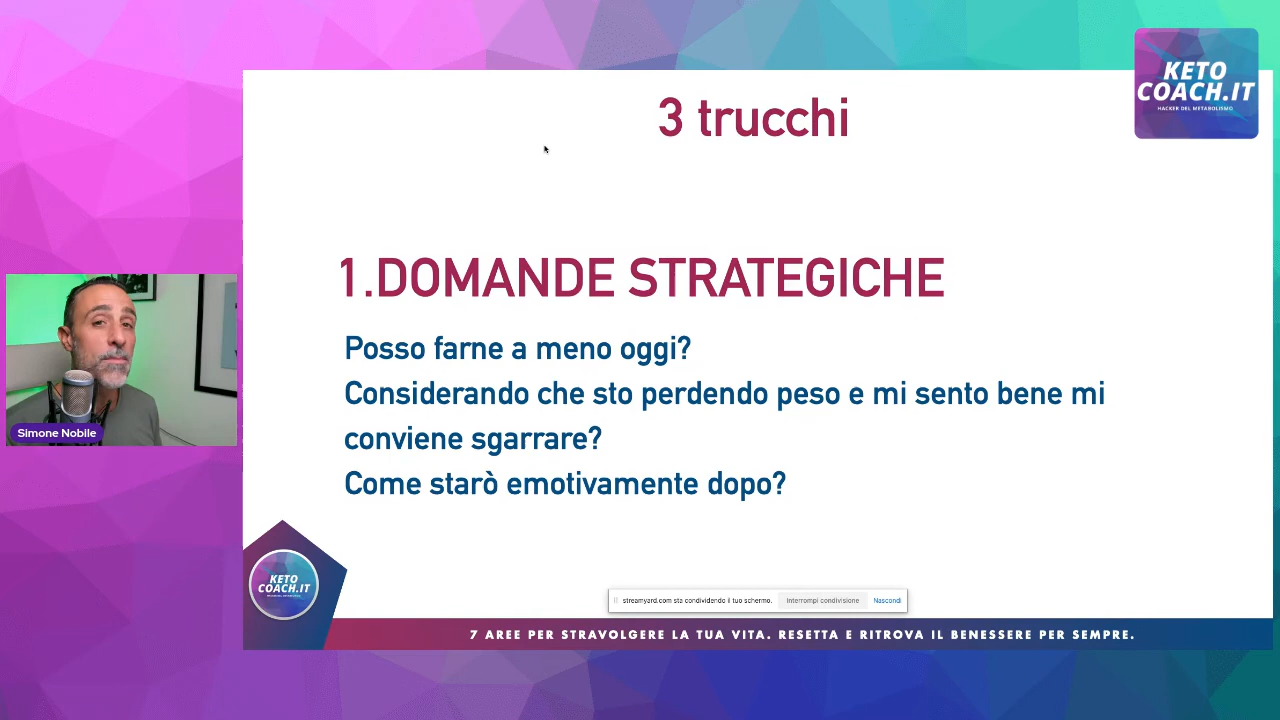 KETO
COACH.IT
HACKER DEL METABOLISMO
3 trucchi
1.DOMANDE STRATEGICHE
Posso farne a meno oggi?
Considerando che sto perdendo peso e mi sento bene mi
conviene sgarrare?
Come starò emotivamente dopo?
Simone Nobile
KETO
COACH.IT
streamyard.com sta condividendo il tuo schermo.
Interrompi condivisione
Nascondi
7 AREE PER STRAVOLGERE LA TUA VITA. RESETTA E RITROVA IL BENESSERE PER SEMPRE.